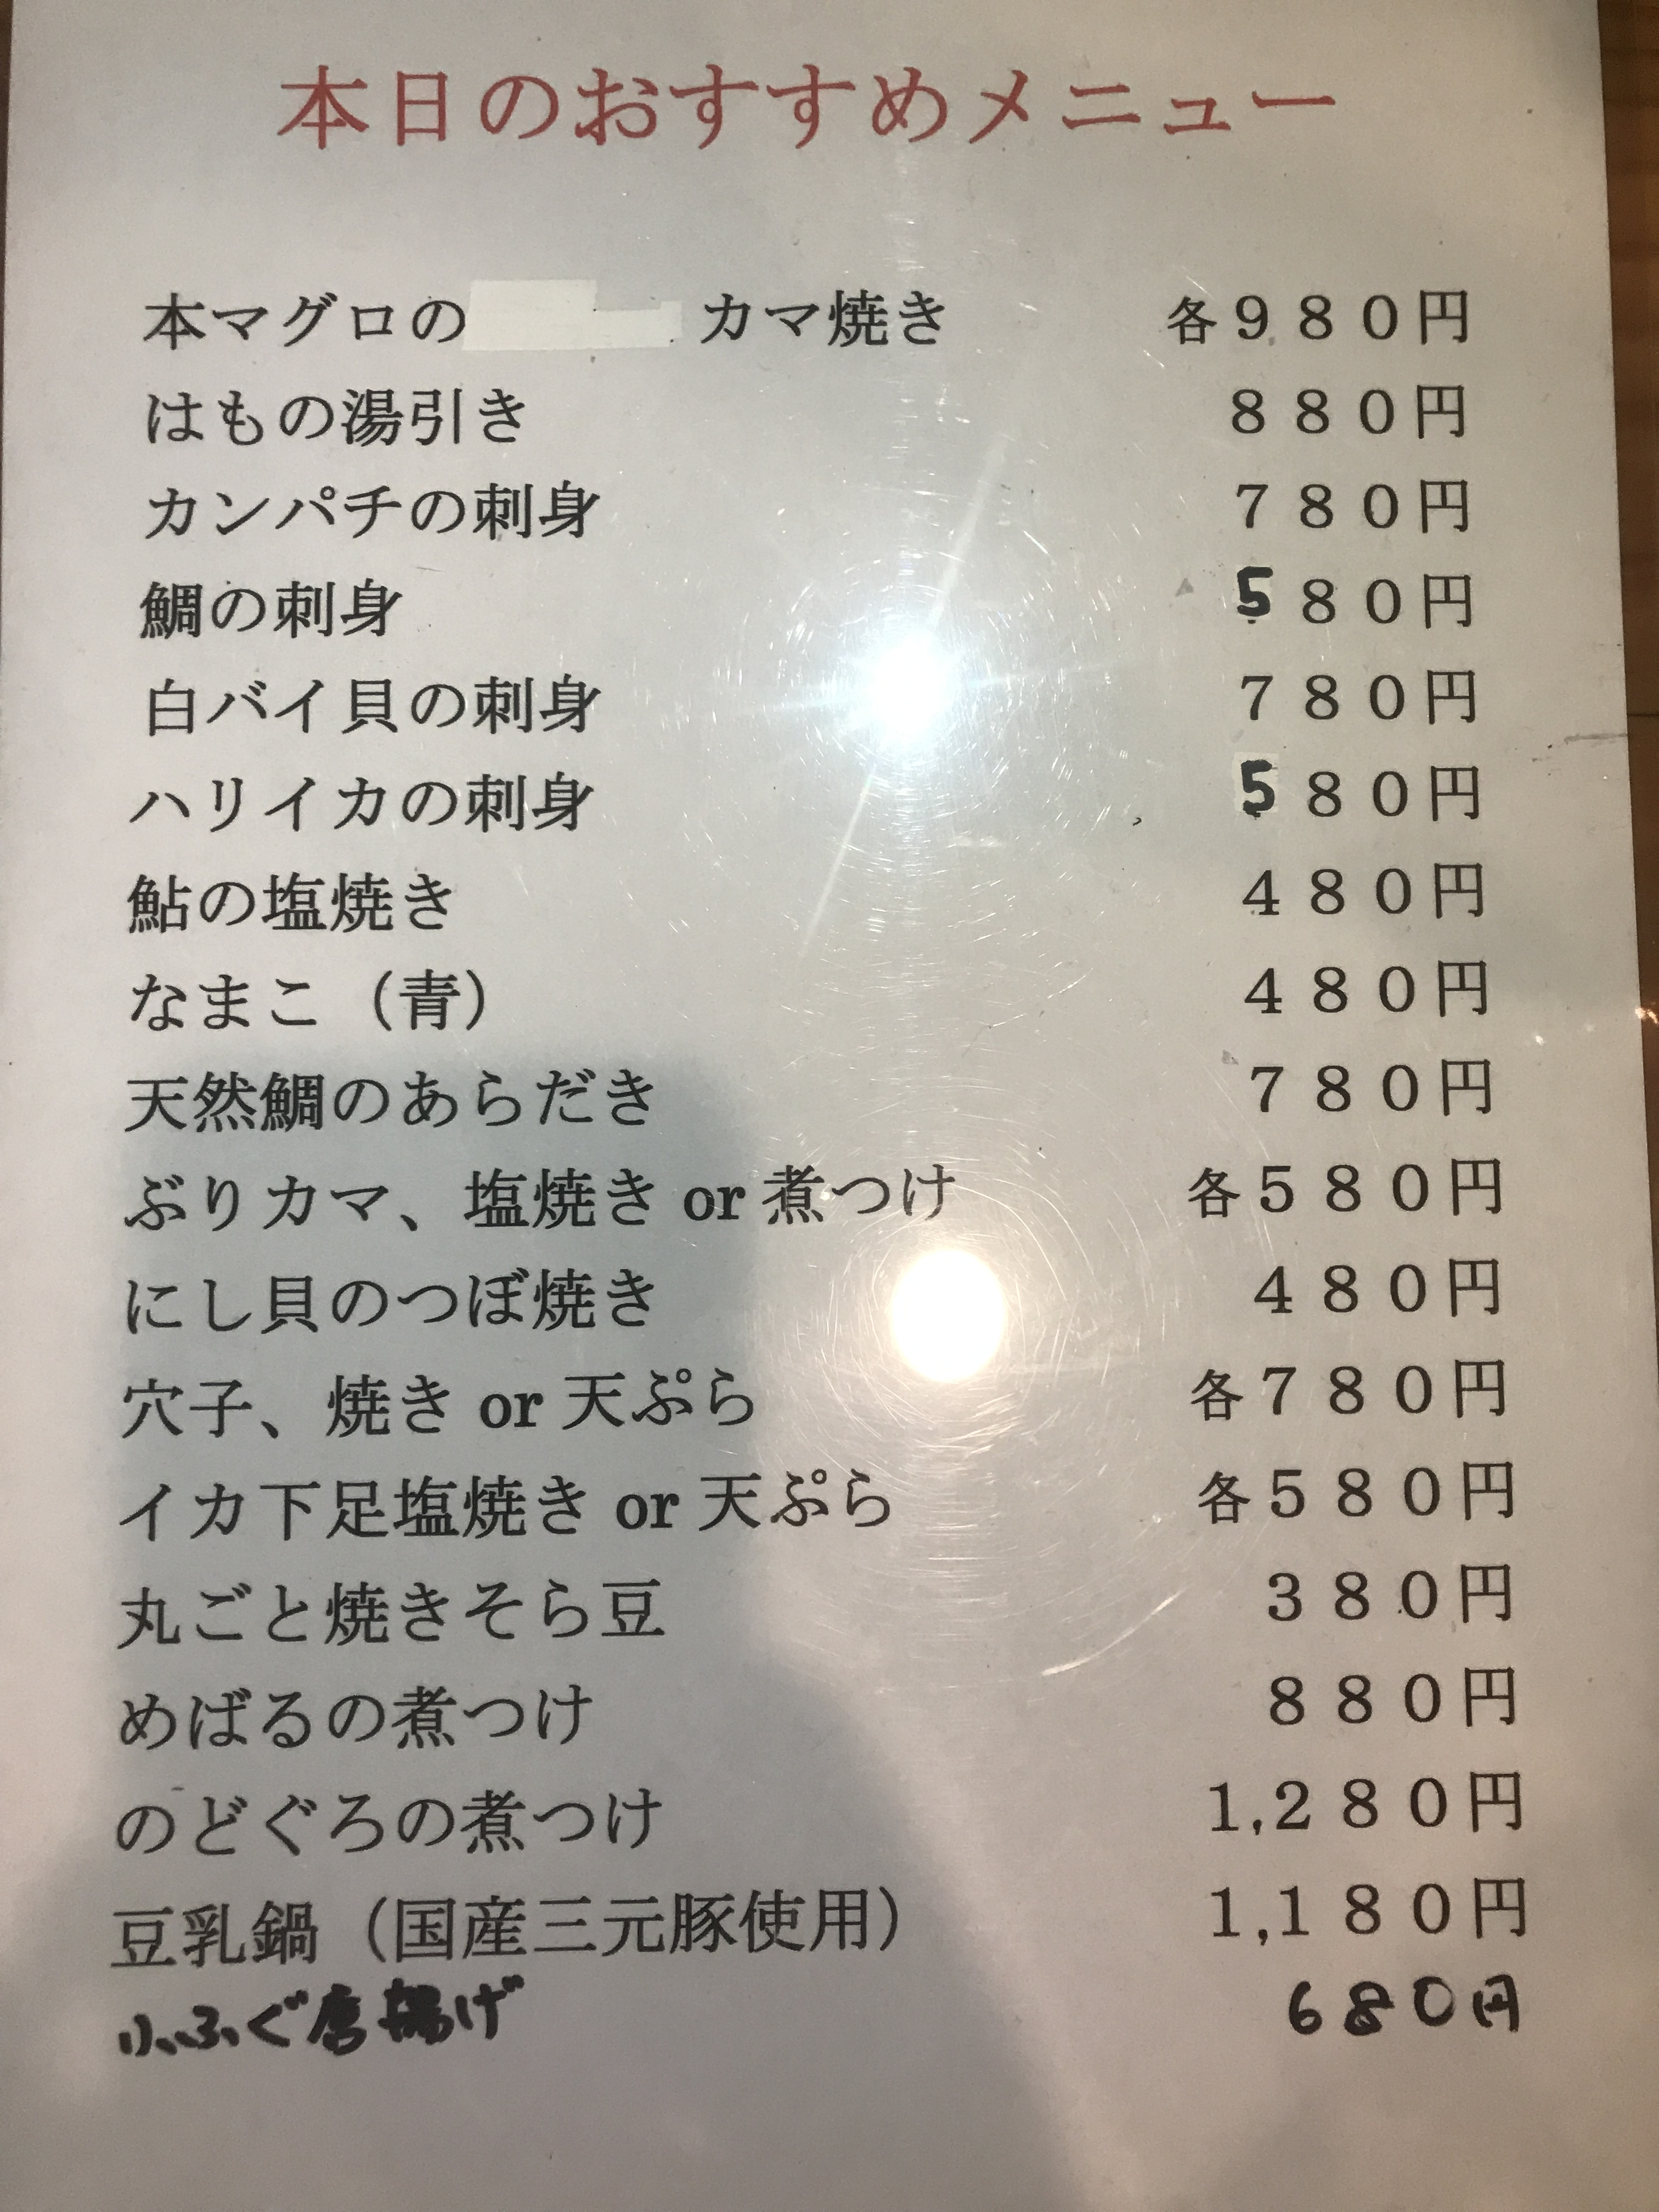 本日のおすすめメニュー
本マグロの カマ焼き 各９８０円
はもの湯引き ８８０円
カンパチの刺身 ７８０円
鯛の刺身 5８０円
白バイ貝の刺身 ７８０円
ハリイカの刺身 5８０円
鮎の塩焼き ４８０円
なまこ（青） ４８０円
天然鯛のあらだき ７８０円
ぶりカマ、塩焼き or 煮つけ 各５８０円
にし貝のつぼ焼き ４８０円
穴子、焼き or 天ぷら 各７８０円
イカ下足塩焼き or 天ぷら 各５８０円
丸ごと焼きそら豆 ３８０円
めばるの煮つけ ８８０円
のどぐろの煮つけ １,２８０円
豆乳鍋（国産三元豚使用） １,１８０円
小ふぐ唐揚げ 680円